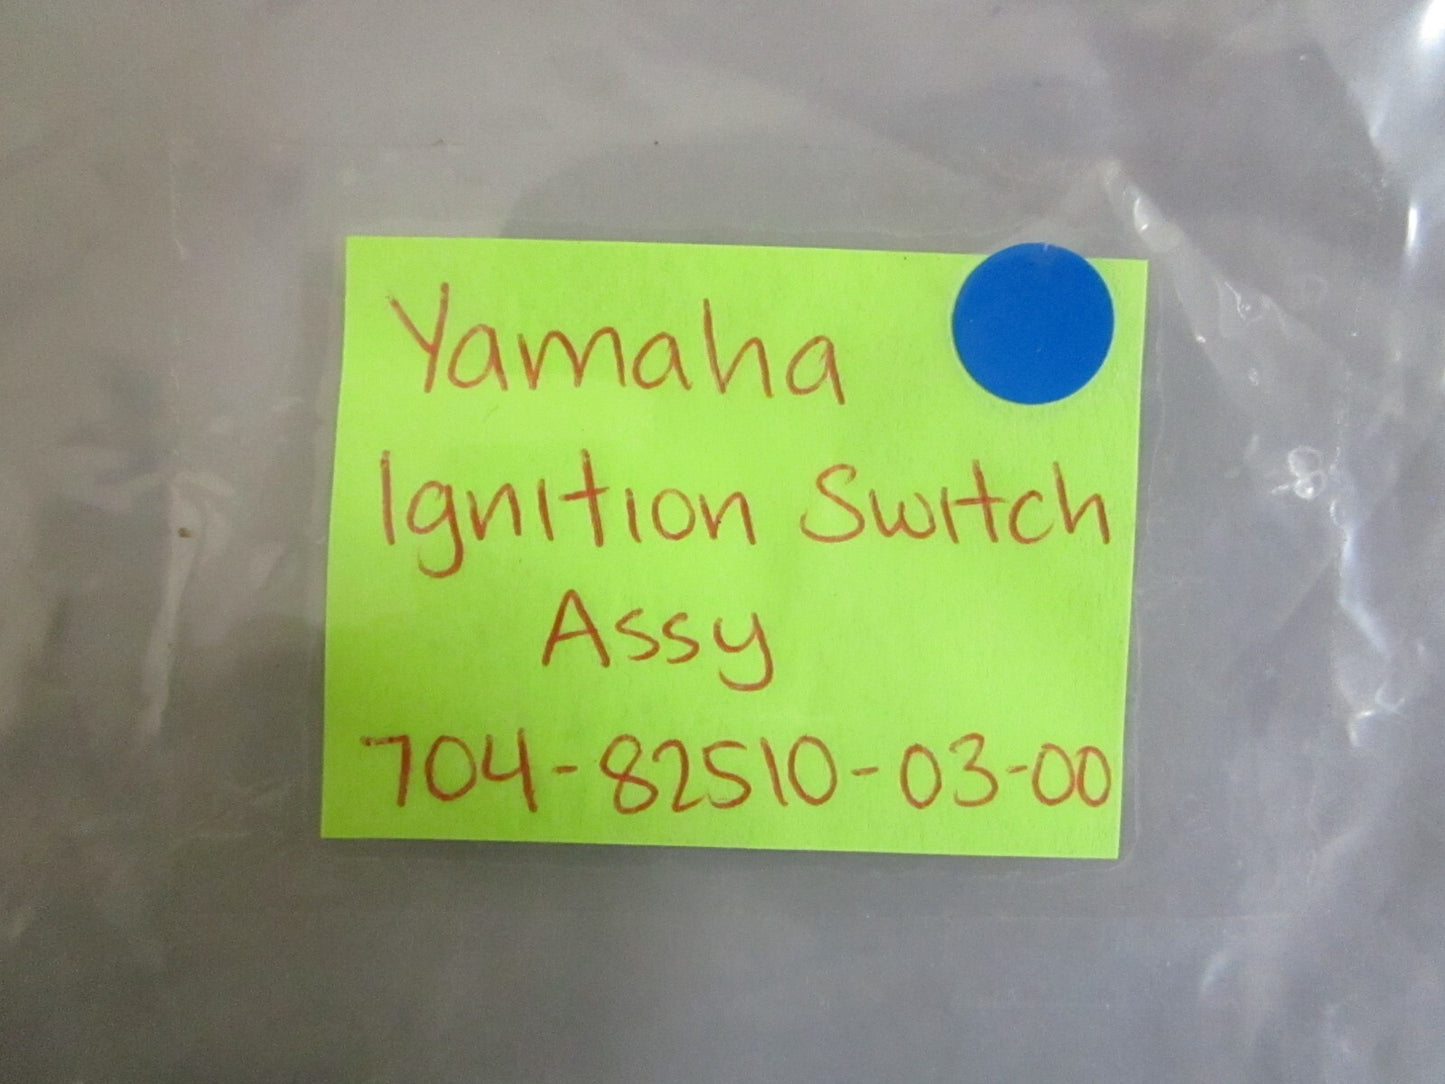 Yamaha
Ignition Switch
Assy
704-82510-03-00